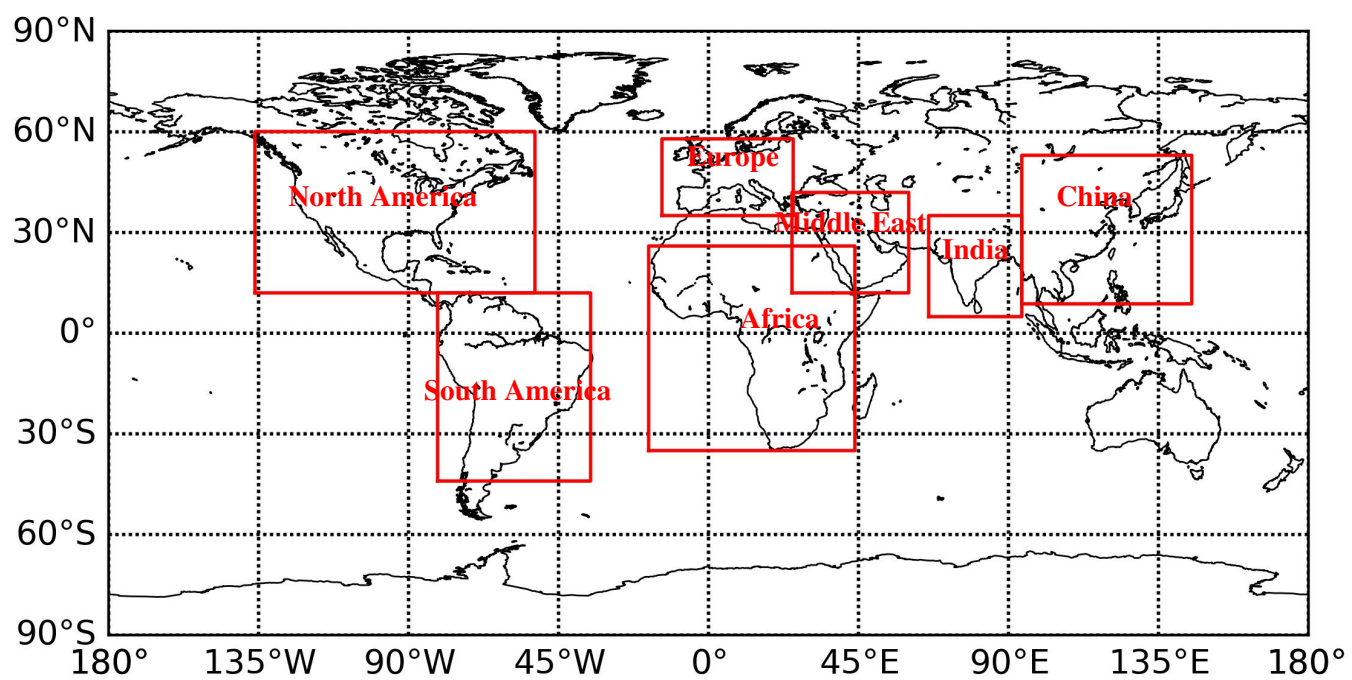 90°N
60°N
30°N
0°
30°S
60°S
90°S
Europe
North America
China
Middle East
India
Africa
South America
180° 135°W 90°W 45°W 0° 45°E 90°E 135°E 180°